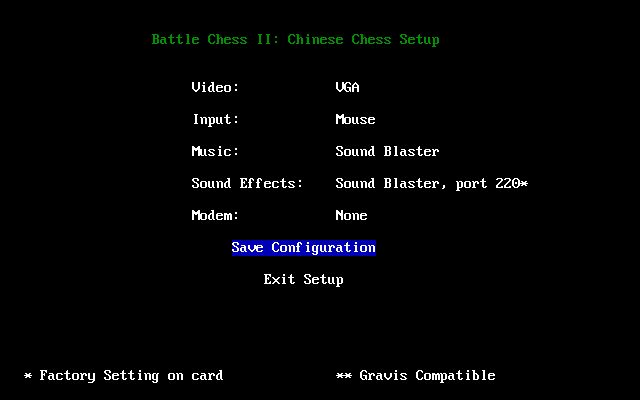 Battle Chess II: Chinese Chess Setup
Video: VGA
Input: Mouse
Music: Sound Blaster
Sound Effects: Sound Blaster, port 220*
Modem: None
Save Configuration
Exit Setup
* Factory Setting on card ** Gravis Compatible